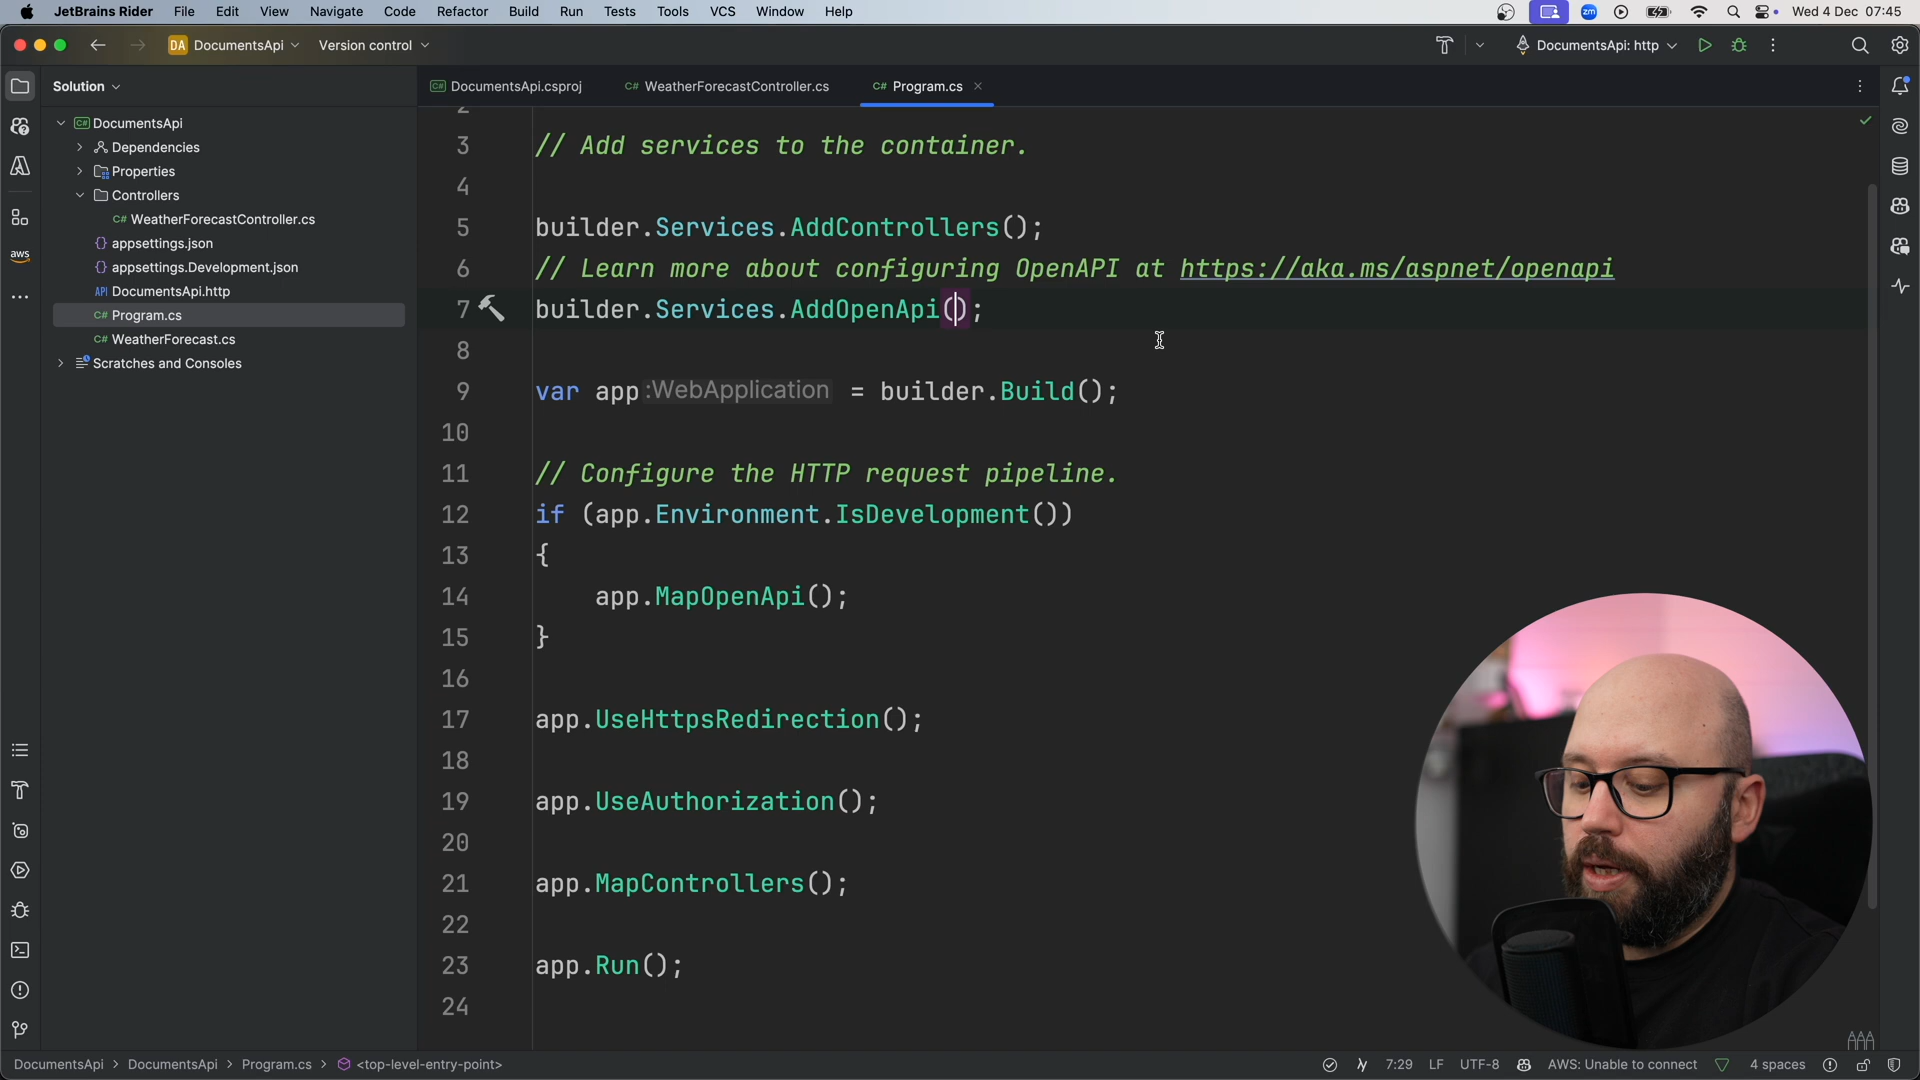 JetBrains Rider File Edit View Navigate Code Refactor Build Run Tests Tools VCS Window Help
zm
Wed 4 Dec 07:45
DA DocumentsApi
Version control
DocumentsApi: http
Solution
C# DocumentsApi.csproj
C# WeatherForecastController.cs
C# Program.cs
C# DocumentsApi
Dependencies
Properties
Controllers
C# WeatherForecastController.cs
{} appsettings.json
{} appsettings.Development.json
API DocumentsApi.http
C# Program.cs
C# WeatherForecast.cs
Scratches and Consoles
aws
2
3 // Add services to the container.
4
5 builder.Services.AddControllers();
6 // Learn more about configuring OpenAPI at https://aka.ms/aspnet/openapi
7 builder.Services.AddOpenApi();
8
9 var app :WebApplication = builder.Build();
10
11 // Configure the HTTP request pipeline.
12 if (app.Environment.IsDevelopment())
13 {
14 app.MapOpenApi();
15 }
16
17 app.UseHttpsRedirection();
18
19 app.UseAuthorization();
20
21 app.MapControllers();
22
23 app.Run();
24
DocumentsApi > DocumentsApi > Program.cs > <top-level-entry-point>
7:29 LF UTF-8 AWS: Unable to connect 4 spaces